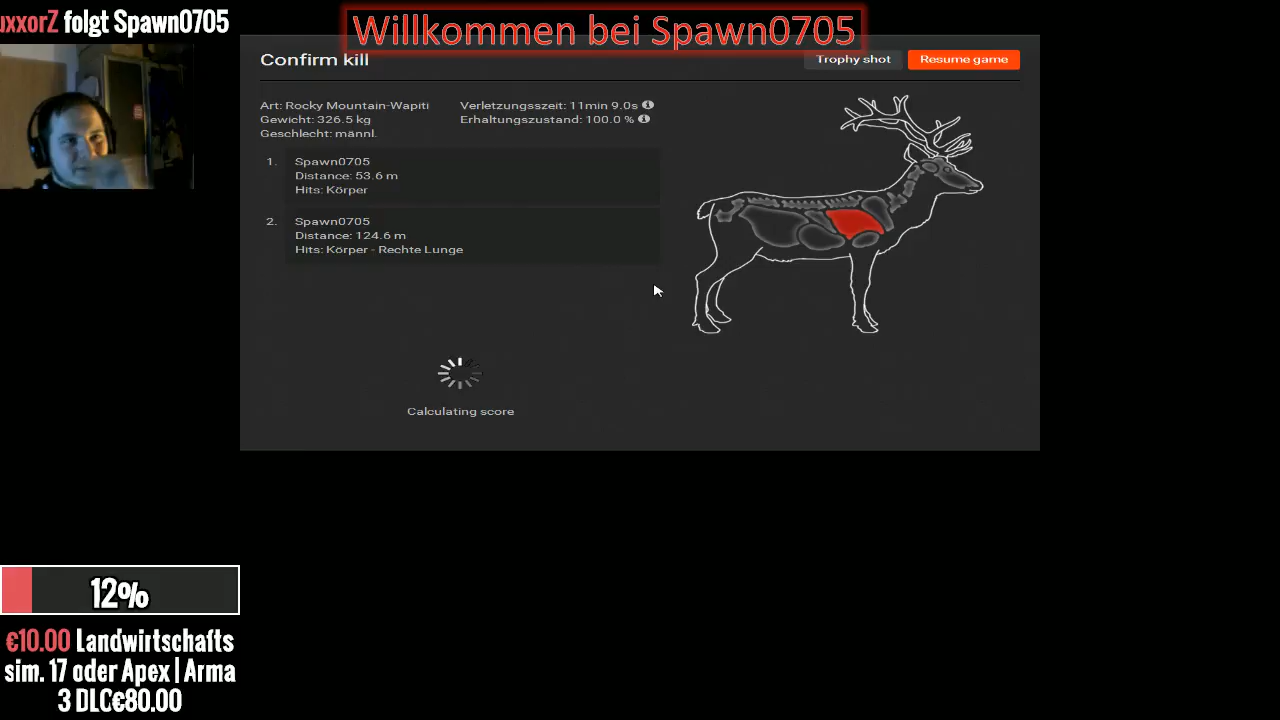 uxxorZ folgt Spawn0705
Willkommen bei Spawn0705
Confirm kill
Trophy shot
Resume game
Art: Rocky Mountain-Wapiti
Gewicht: 326.5 kg
Geschlecht: männl.
Verletzungsszeit: 11min 9.0s
Erhaltungszustand: 100.0 %
1.
Spawn0705
Distance: 53.6 m
Hits: Körper
2.
Spawn0705
Distance: 124.6 m
Hits: Körper - Rechte Lunge
Calculating score
12%
€10.00 Landwirtschafts
sim. 17 oder Apex | Arma
3 DLC€80.00